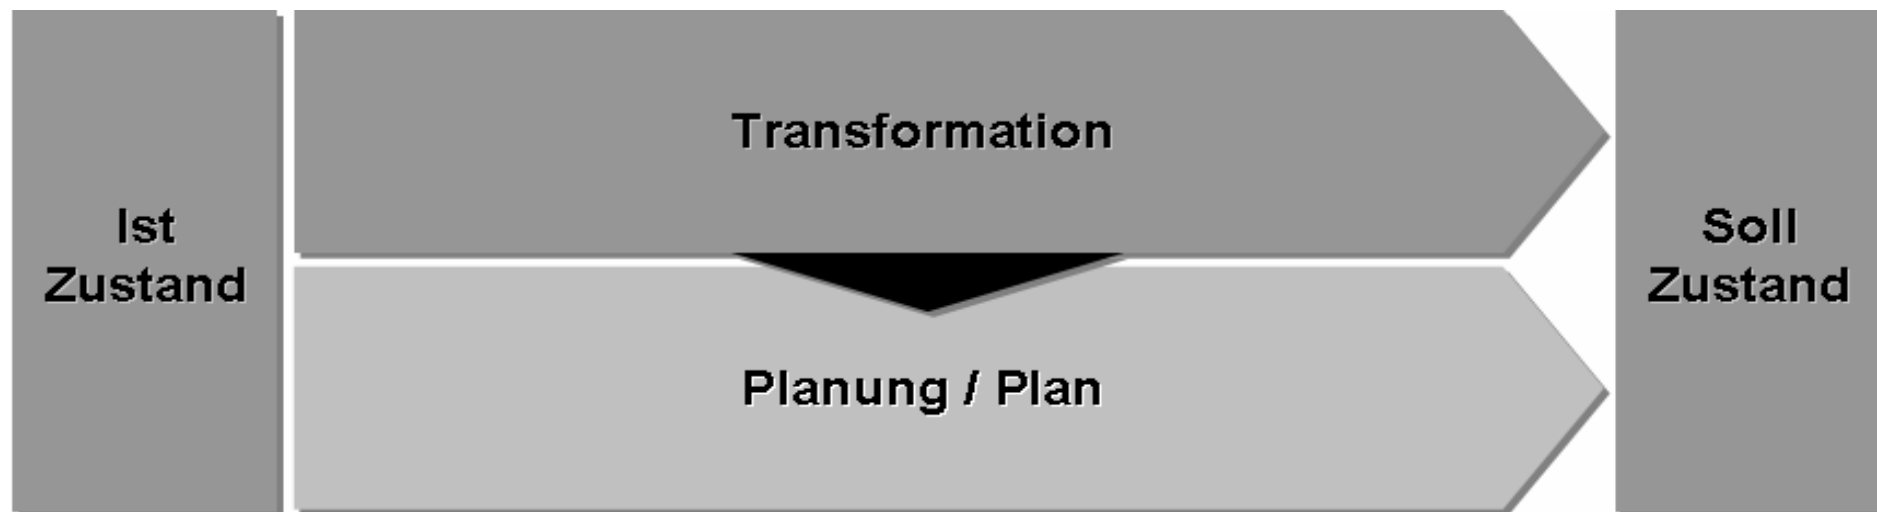 Transformation
Ist
Zustand
Soll
Zustand
Planung / Plan